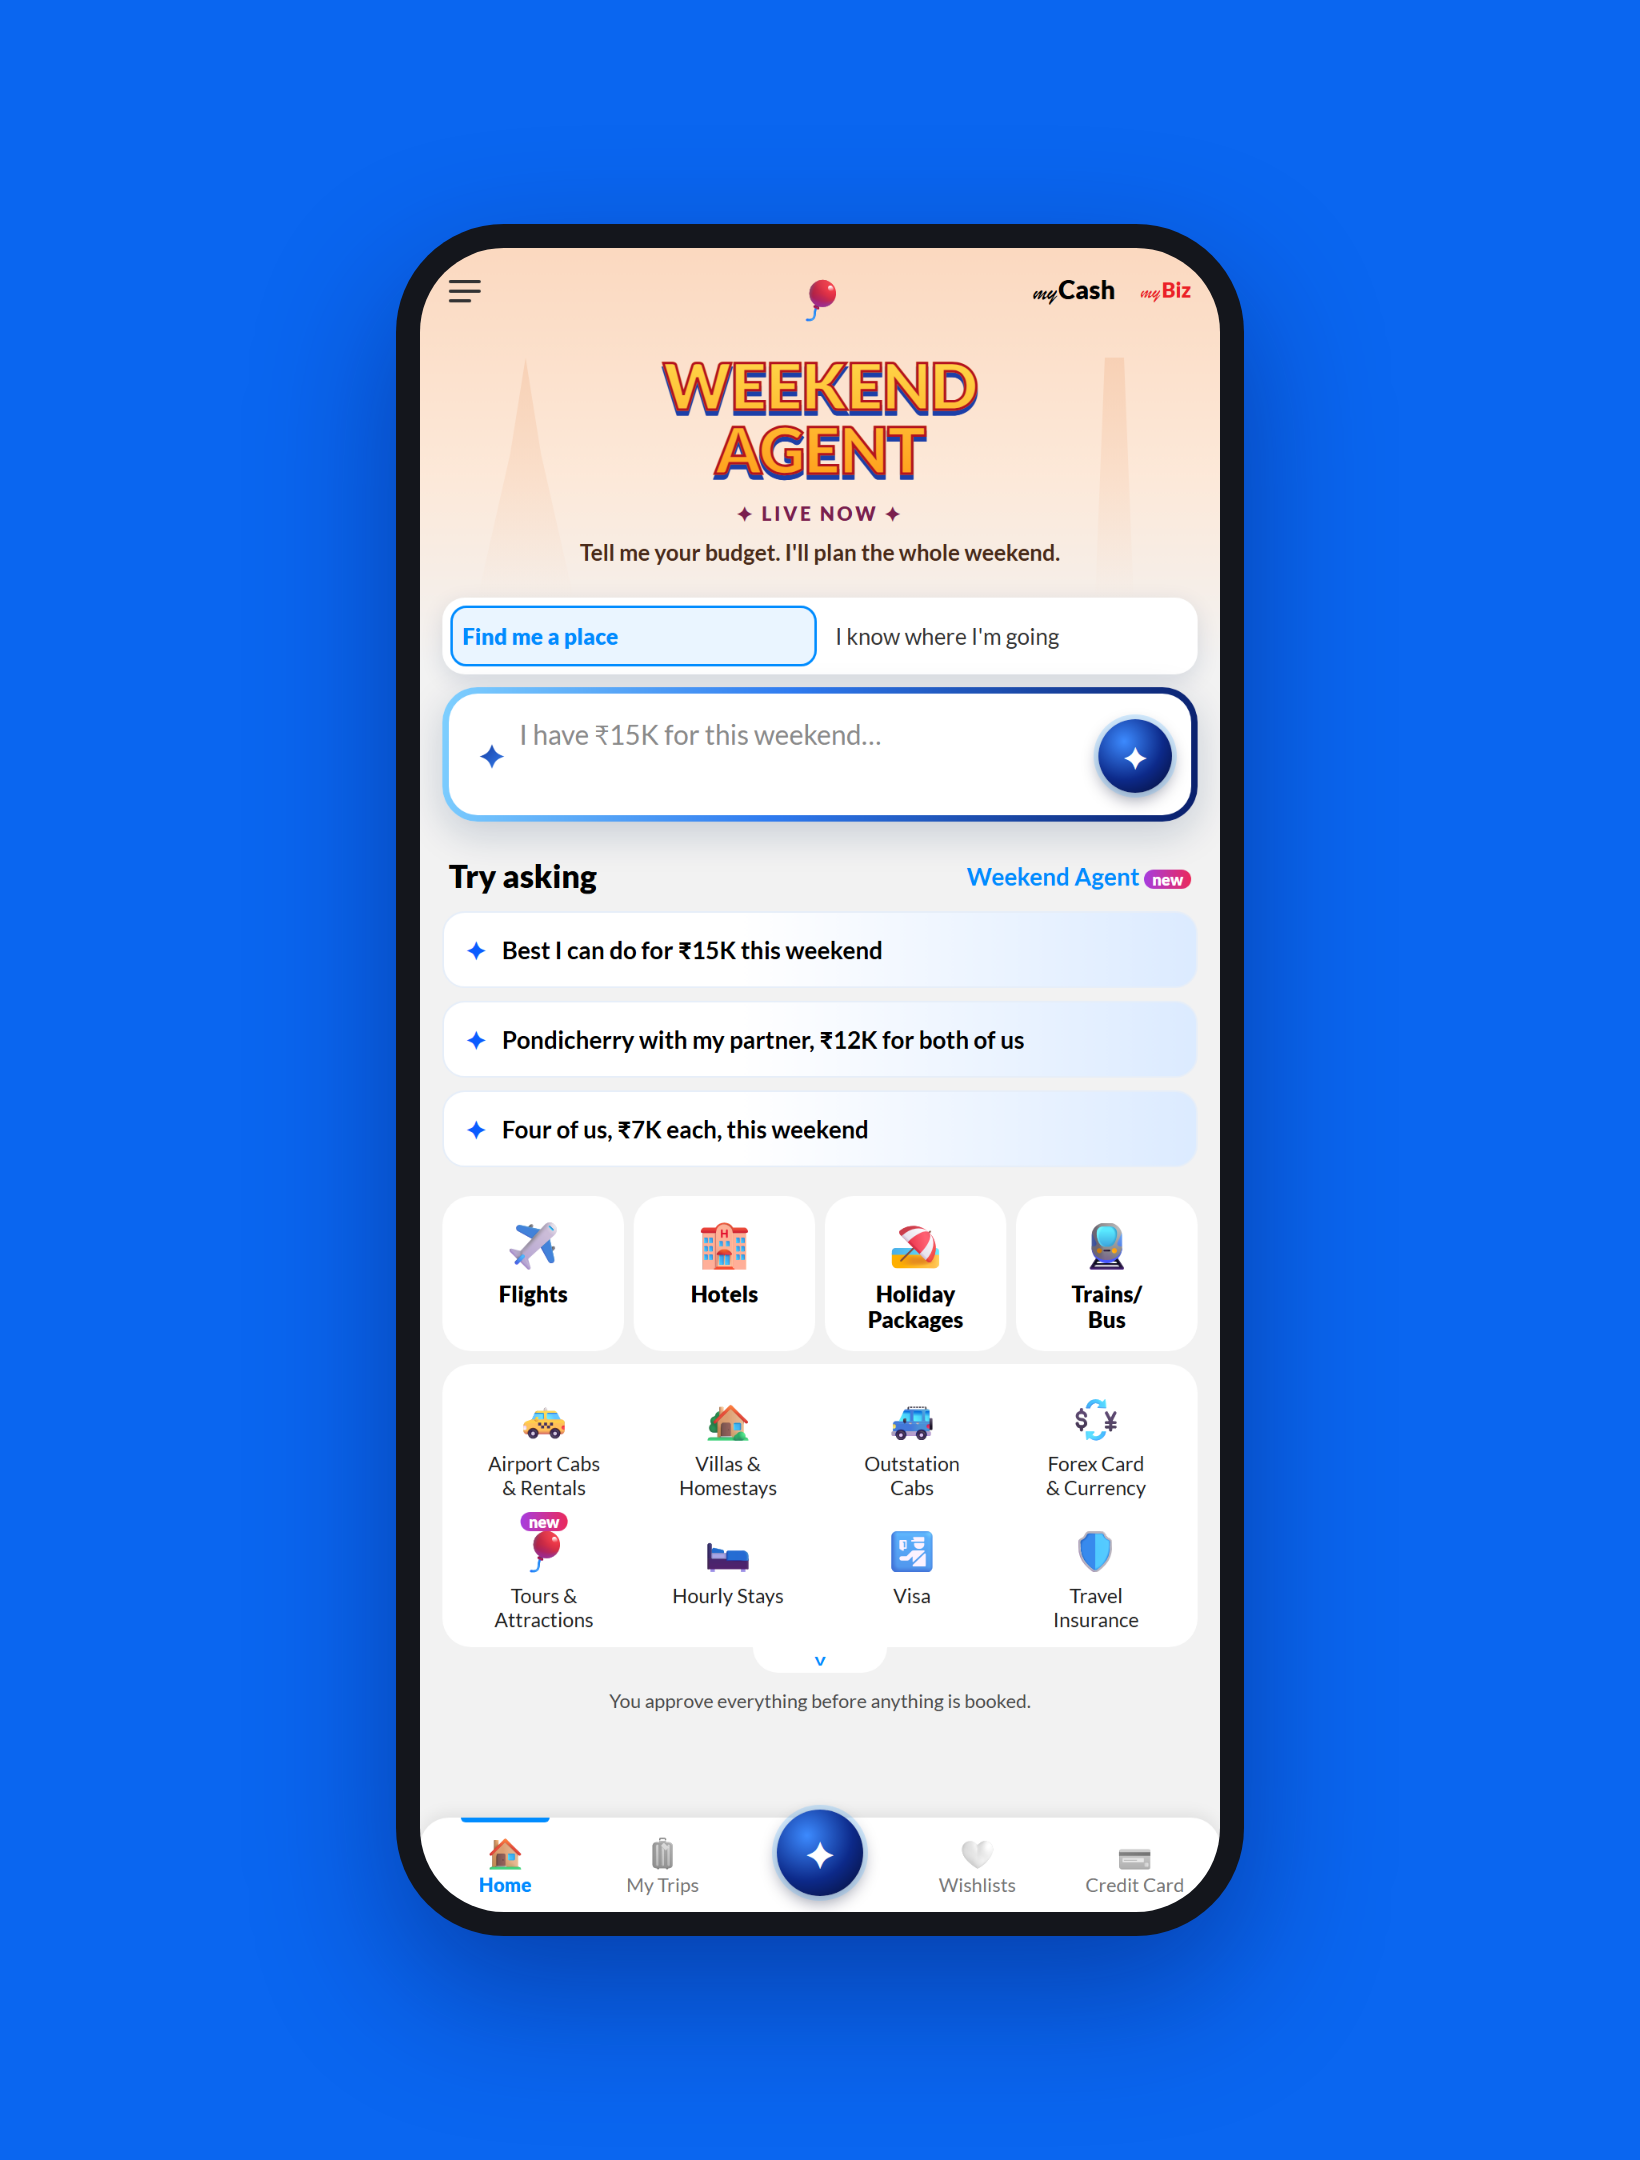 myCash myBiz
WEEKEND
AGENT
✦ LIVE NOW ✦
Tell me your budget. I'll plan the whole weekend.
Find me a place I know where I'm going
I have ₹15K for this weekend...
Try asking Weekend Agent new
Best I can do for ₹15K this weekend
Pondicherry with my partner, ₹12K for both of us
Four of us, ₹7K each, this weekend
Flights Hotels Holiday Trains/
Packages Bus
Airport Cabs Villas & Outstation Forex Card
& Rentals Homestays Cabs & Currency
new
Tours & Hourly Stays Visa Travel
Attractions Insurance
You approve everything before anything is booked.
Home My Trips Wishlists Credit Card